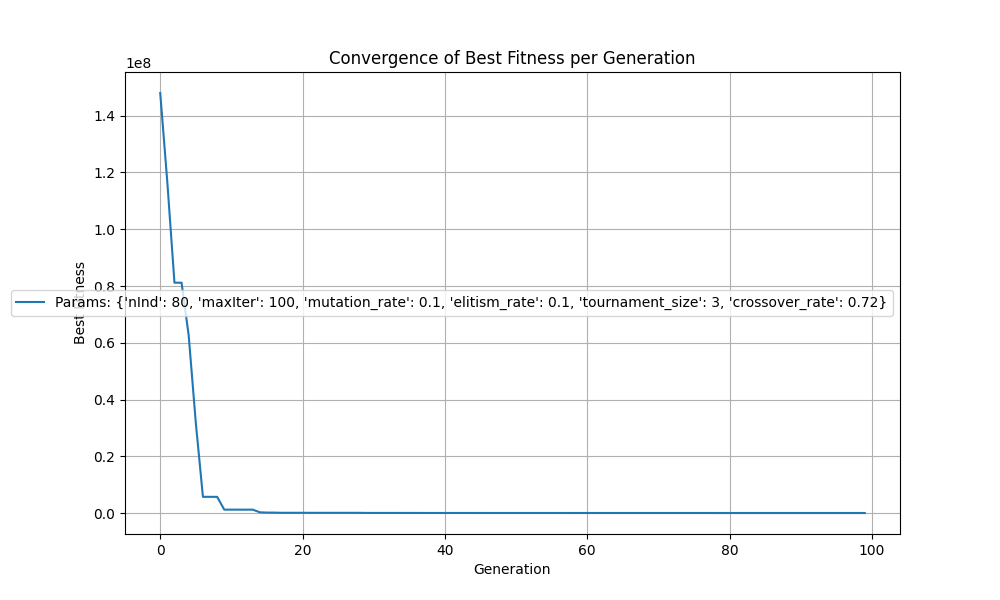 Convergence of Best Fitness per Generation
1e8
1.4
1.2
1.0
0.8
0.6
0.4
0.2
0.0
Best
Params: {'nInd': 80, 'maxIter': 100, 'mutation_rate': 0.1, 'elitism_rate': 0.1, 'tournament_size': 3, 'crossover_rate': 0.72}
0 20 40 60 80 100
Generation